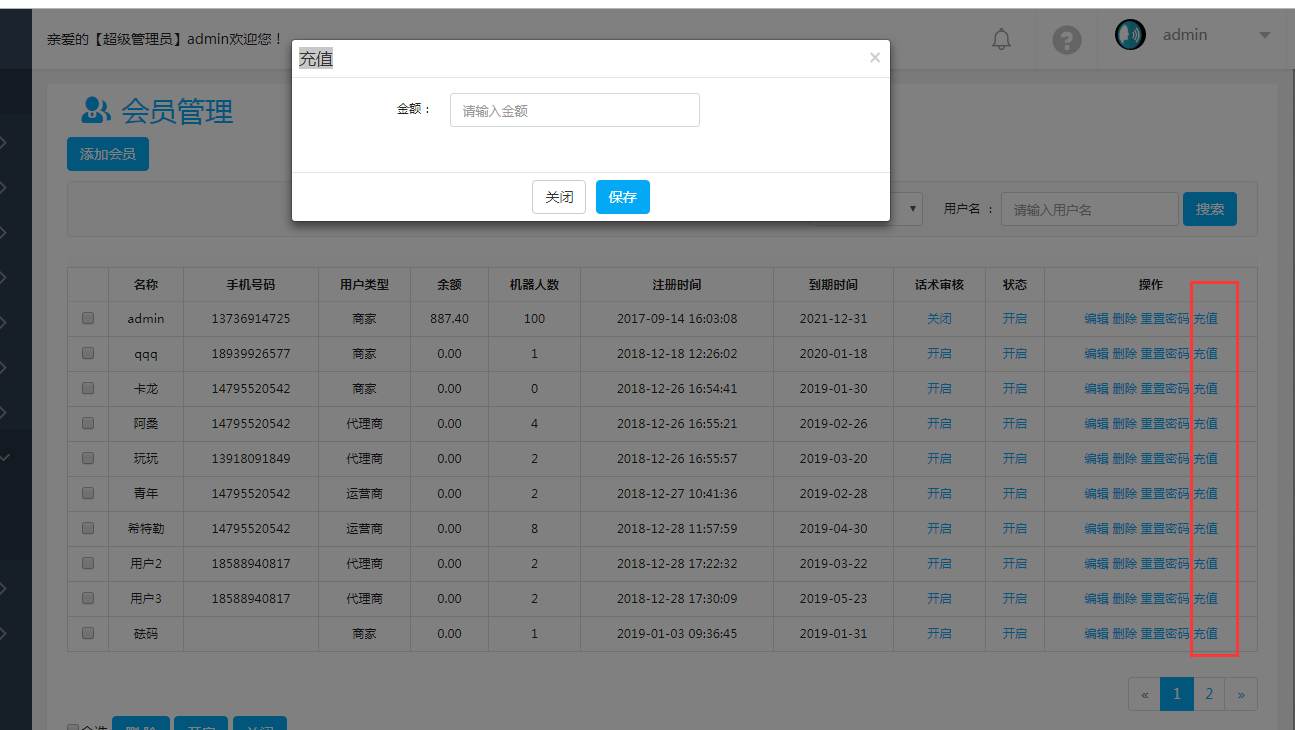 亲爱的【超级管理员】admin欢迎您！
admin
充值
×
金额：
请输入金额
关闭 保存
会员管理
添加会员
用户名 ：
请输入用户名
搜索
名称 手机号码 用户类型 余额 机器人数 注册时间 到期时间 话术审核 状态 操作
admin 13736914725 商家 887.40 100 2017-09-14 16:03:08 2021-12-31 关闭 开启 编辑 删除 重置密码 充值
qqq 18939926577 商家 0.00 1 2018-12-18 12:26:02 2020-01-18 开启 开启 编辑 删除 重置密码 充值
卡龙 14795520542 商家 0.00 0 2018-12-26 16:54:41 2019-01-30 开启 开启 编辑 删除 重置密码 充值
阿桑 14795520542 代理商 0.00 4 2018-12-26 16:55:21 2019-02-26 开启 开启 编辑 删除 重置密码 充值
玩玩 13918091849 代理商 0.00 2 2018-12-26 16:55:57 2019-03-20 开启 开启 编辑 删除 重置密码 充值
青年 14795520542 运营商 0.00 2 2018-12-27 10:41:36 2019-02-28 开启 开启 编辑 删除 重置密码 充值
希特勒 14795520542 运营商 0.00 8 2018-12-28 11:57:59 2019-04-30 开启 开启 编辑 删除 重置密码 充值
用户2 18588940817 代理商 0.00 2 2018-12-28 17:22:32 2019-03-22 开启 开启 编辑 删除 重置密码 充值
用户3 18588940817 代理商 0.00 2 2018-12-28 17:30:09 2019-05-23 开启 开启 编辑 删除 重置密码 充值
砝码 商家 0.00 1 2019-01-03 09:36:45 2019-01-31 开启 开启 编辑 删除 重置密码 充值
« 1 2 »